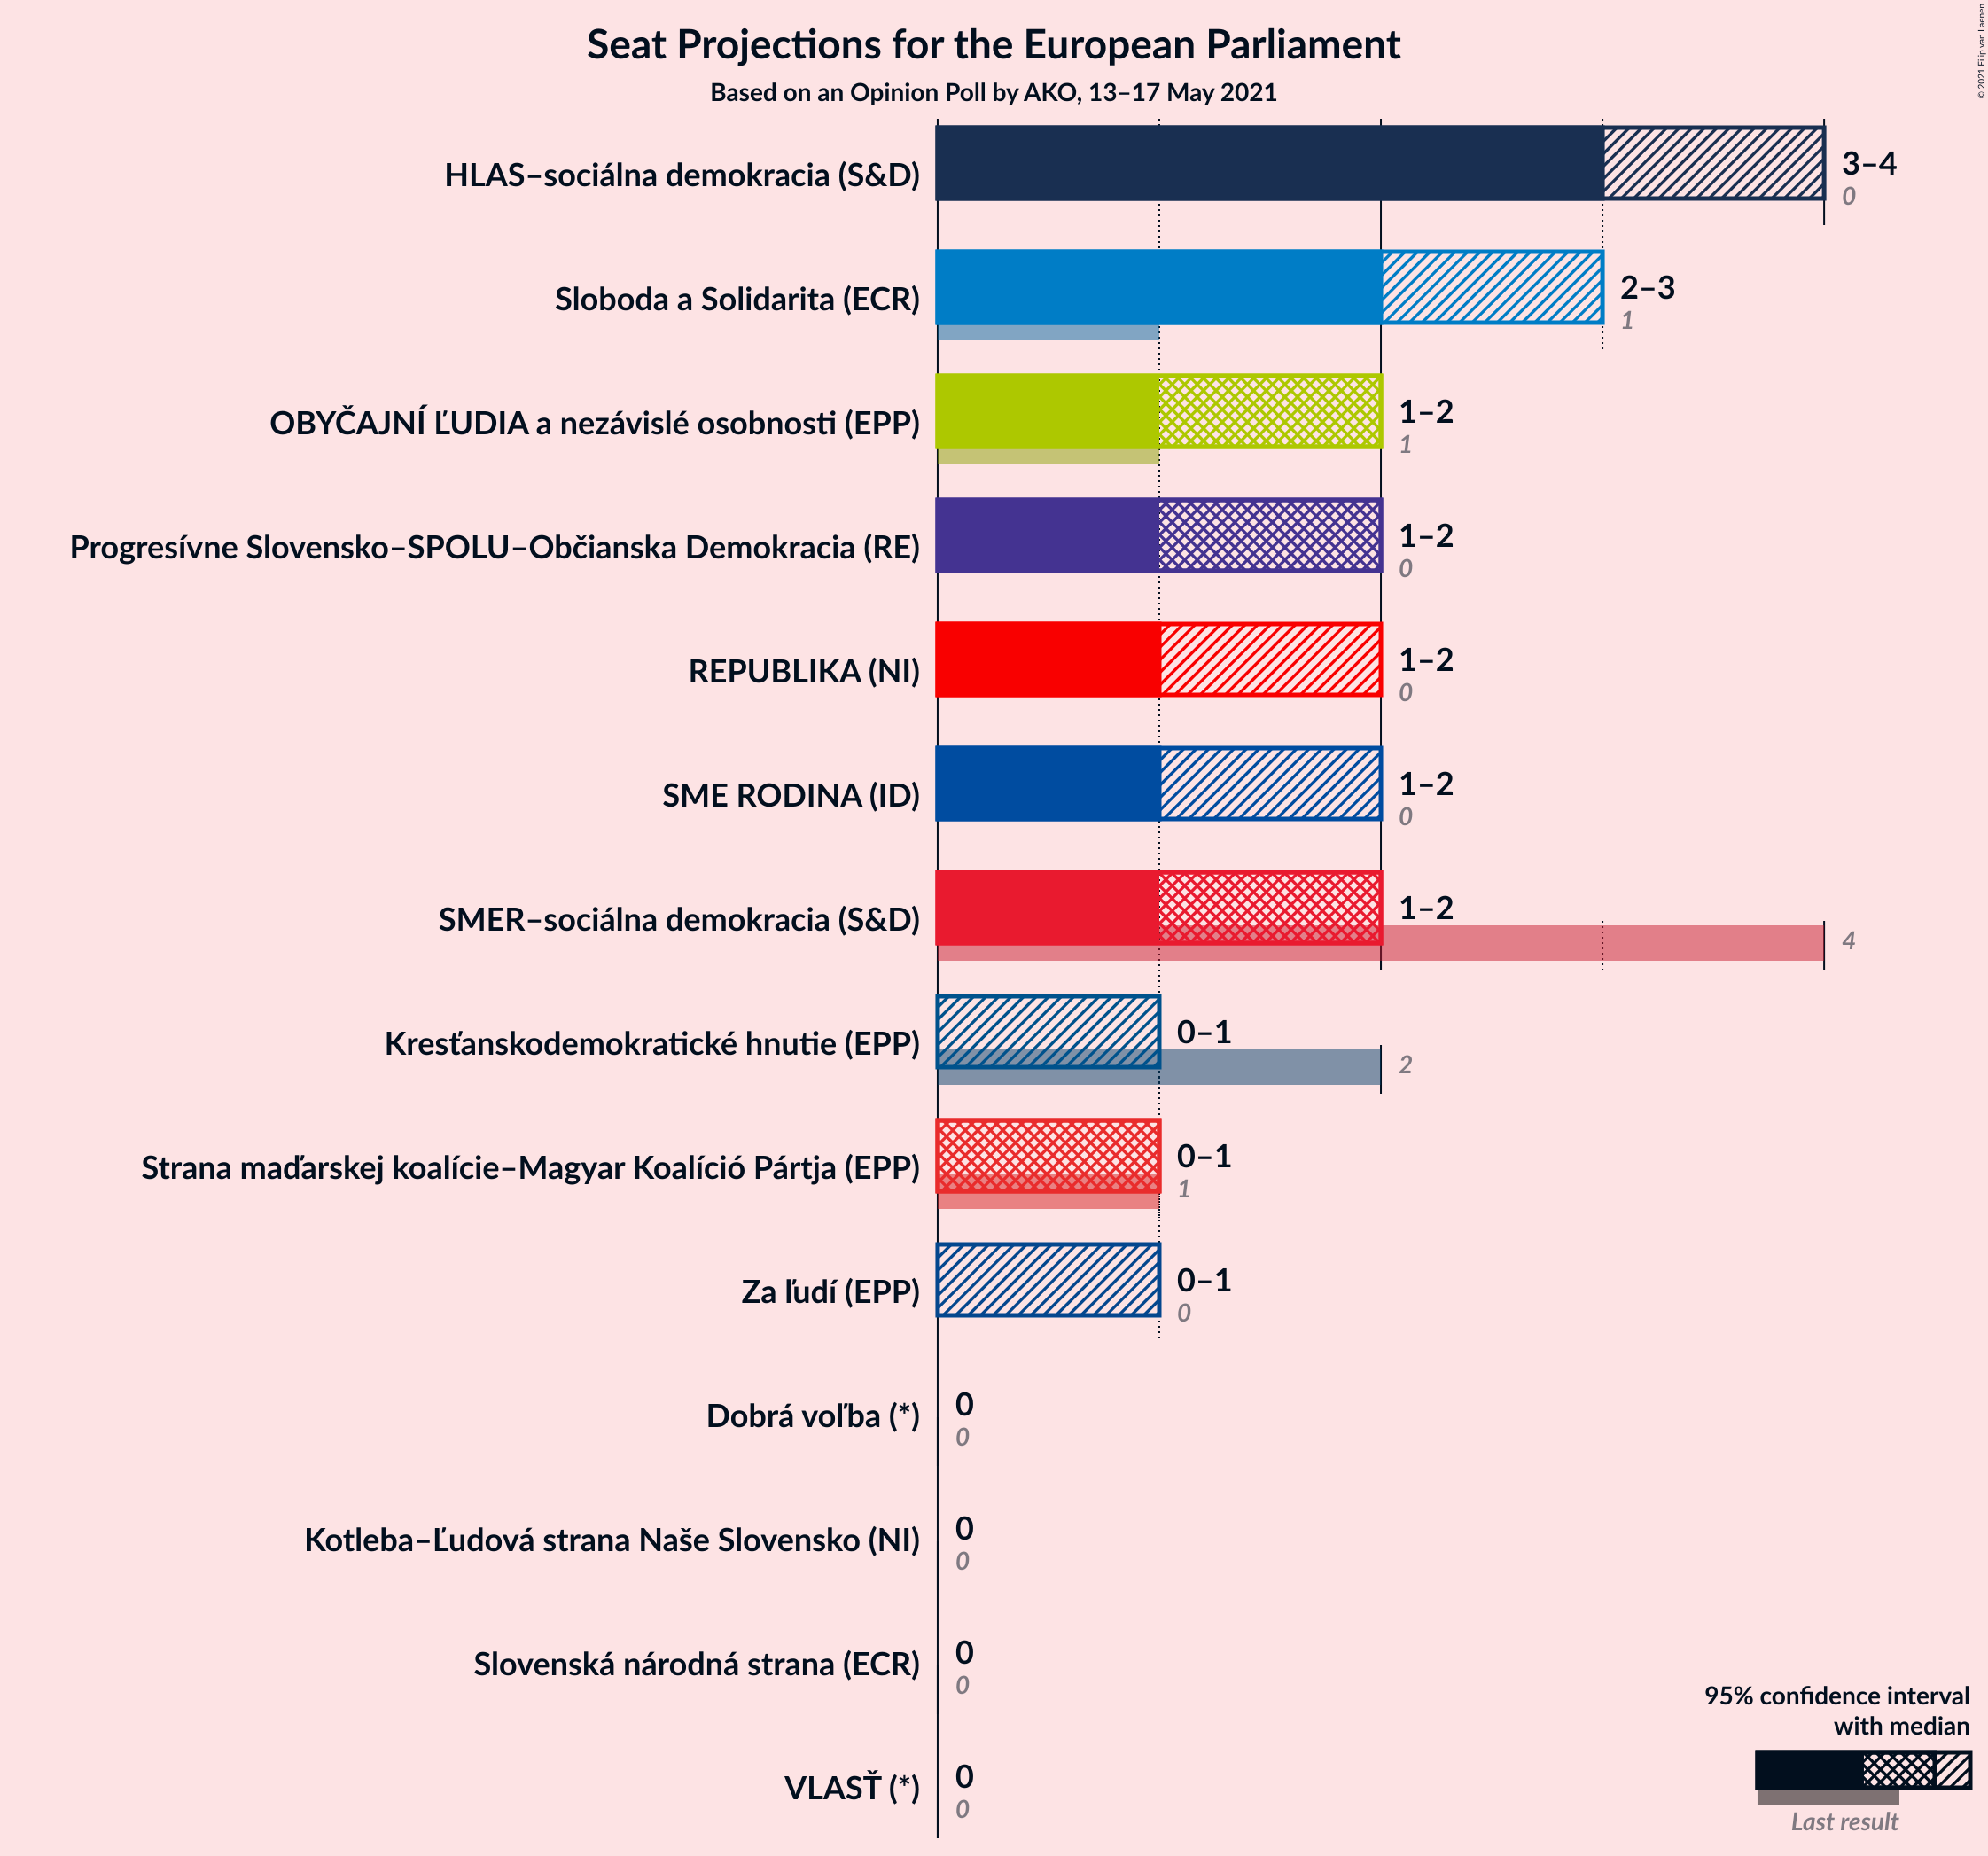 Seat Projections for the European Parliament
Based on an Opinion Poll by AKO, 13–17 May 2021
© 2021 Filip van Laenen
HLAS–sociálna demokracia (S&D)
3–4
0
Sloboda a Solidarita (ECR)
2–3
1
OBYČAJNÍ ĽUDIA a nezávislé osobnosti (EPP)
1–2
1
Progresívne Slovensko–SPOLU–Občianska Demokracia (RE)
1–2
0
REPUBLIKA (NI)
1–2
0
SME RODINA (ID)
1–2
0
SMER–sociálna demokracia (S&D)
1–2
4
Kresťanskodemokratické hnutie (EPP)
0–1
2
Strana maďarskej koalície–Magyar Koalíció Pártja (EPP)
0–1
1
Za ľudí (EPP)
0–1
0
Dobrá voľba (*)
0
0
Kotleba–Ľudová strana Naše Slovensko (NI)
0
0
Slovenská národná strana (ECR)
0
0
VLASŤ (*)
0
0
95% confidence interval
with median
Last result